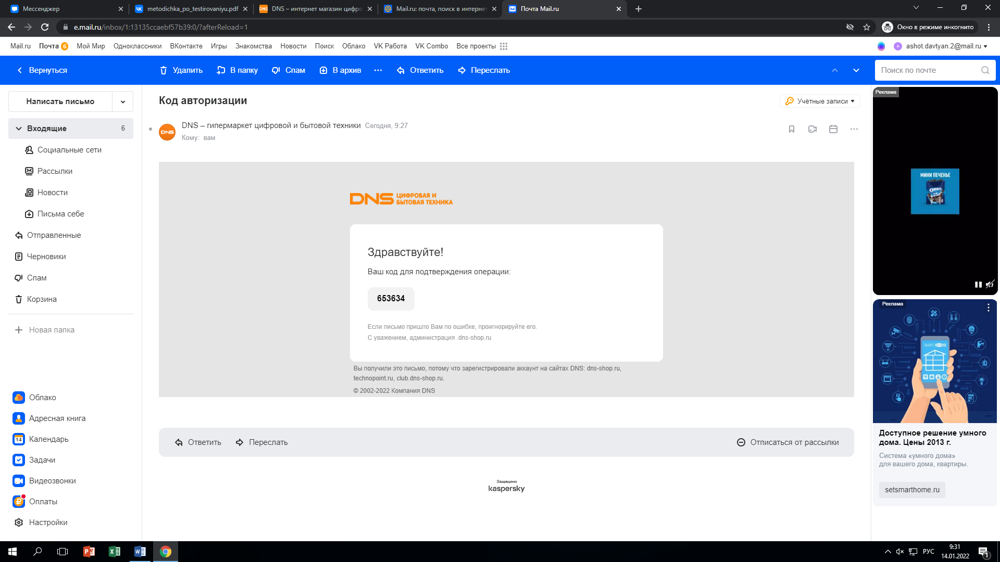 Мессенджер
metodichka_po_testirovaniyu.pdf
DNS – интернет магазин цифро
Mail.ru: почта, поиск в интернет
Почта Mail.ru
e.mail.ru/inbox/1:13135ccaebf57b39:0/?afterReload=1
Окно в режиме инкогнито
Mail.ru
Почта 6
Мой Мир
Одноклассники
ВКонтакте
Игры
Знакомства
Новости
Поиск
Облако
VK Работа
VK Combo
Все проекты
ashot.davtyan.2@mail.ru
Вернуться
Удалить
В папку
Спам
В архив
Ответить
Переслать
Поиск по почте
Написать письмо
Входящие 6
Социальные сети
Рассылки
Новости
Письма себе
Отправленные
Черновики
Спам
Корзина
Новая папка
Облако
Адресная книга
14
Календарь
Задачи
Видеозвонки
Оплаты
Настройки
Код авторизации
Учётные записи
DNS
DNS – гипермаркет цифровой и бытовой техники Сегодня, 9:27
Кому: вам
DNS ЦИФРОВАЯ И
БЫТОВАЯ ТЕХНИКА
Здравствуйте!
Ваш код для подтверждения операции:
653634
Если письмо пришло Вам по ошибке, проигнорируйте его.
С уважением, администрация .dns-shop.ru
Вы получили это письмо, потому что зарегистрировали аккаунт на сайтах DNS: dns-shop.ru,
technopoint.ru, club.dns-shop.ru.
© 2002-2022 Компания DNS
Ответить
Переслать
Отписаться от рассылки
Защищено
kaspersky
Реклама
МИНИ ПЕЧЕНЬЕ
OREO
Реклама
SMART HOUSE
Доступное решение умного
дома. Цены 2013 г.
Система «умного дома»
для вашего дома, квартиры.
setsmarthome.ru
РУС
9:31
14.01.2022
1